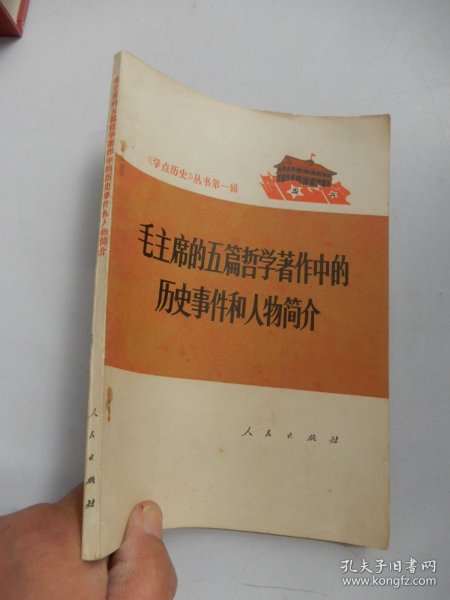 《学点历史》丛书第一辑
毛主席的五篇哲学著作中的
历史事件和人物简介
人民出版社
毛主席的五篇哲学著作中的历史事件和人物简介
人民出版社
孔夫子旧书网
www.kongfz.com